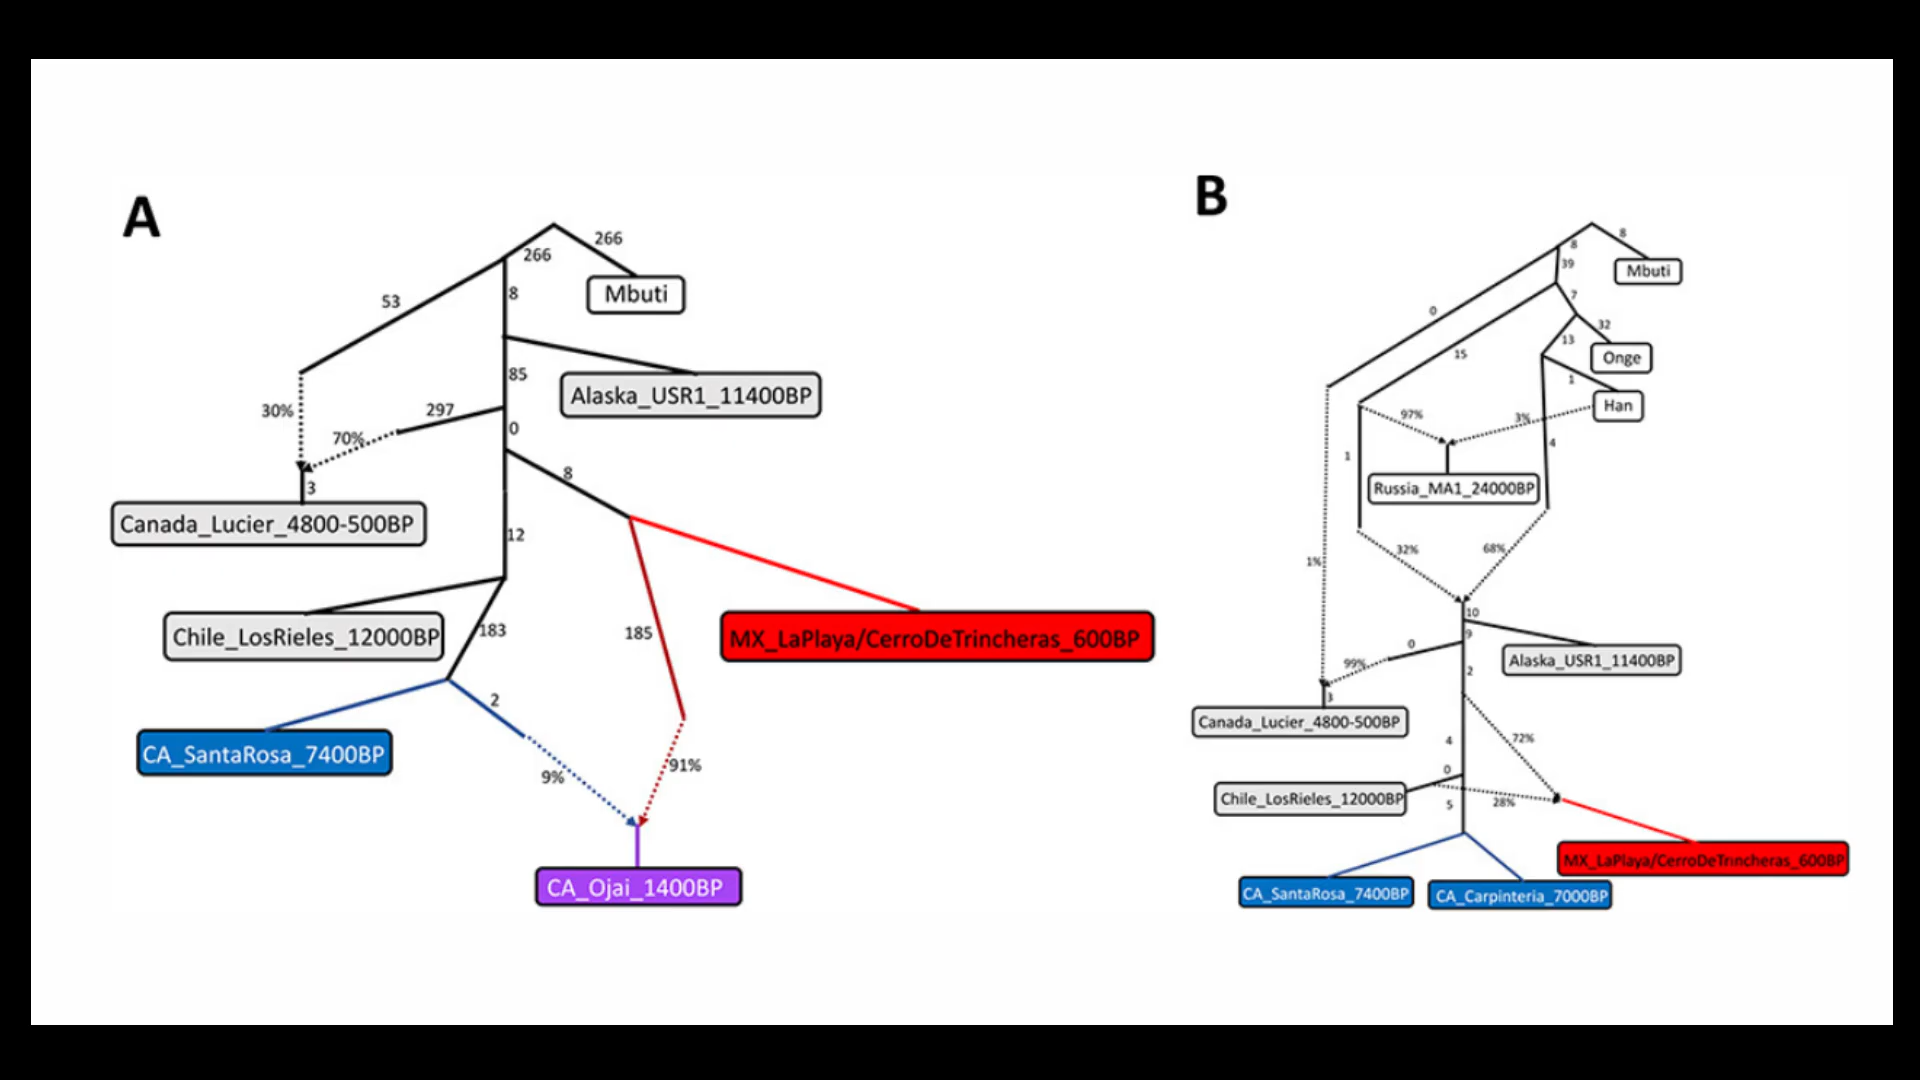 A
266
266
Mbuti
53
8
Alaska_USR1_11400BP
85
30%
297
70%
0
8
3
Canada_Lucier_4800-500BP
12
Chile_LosRieles_12000BP
183
185
MX_LaPlaya/CerroDeTrincheras_600BP
CA_SantaRosa_7400BP
2
9%
91%
CA_Ojai_1400BP
B
8
8
Mbuti
39
7
0
32
13
15
Onge
1
Han
97%
3%
4
1
Russia_MA1_24000BP
32%
68%
1%
10
9
0
Alaska_USR1_11400BP
99%
2
3
Canada_Lucier_4800-500BP
4
72%
0
Chile_LosRieles_12000BP
28%
5
MX_LaPlaya/CerroDeTrincheras_600BP
CA_SantaRosa_7400BP
CA_Carpinteria_7000BP